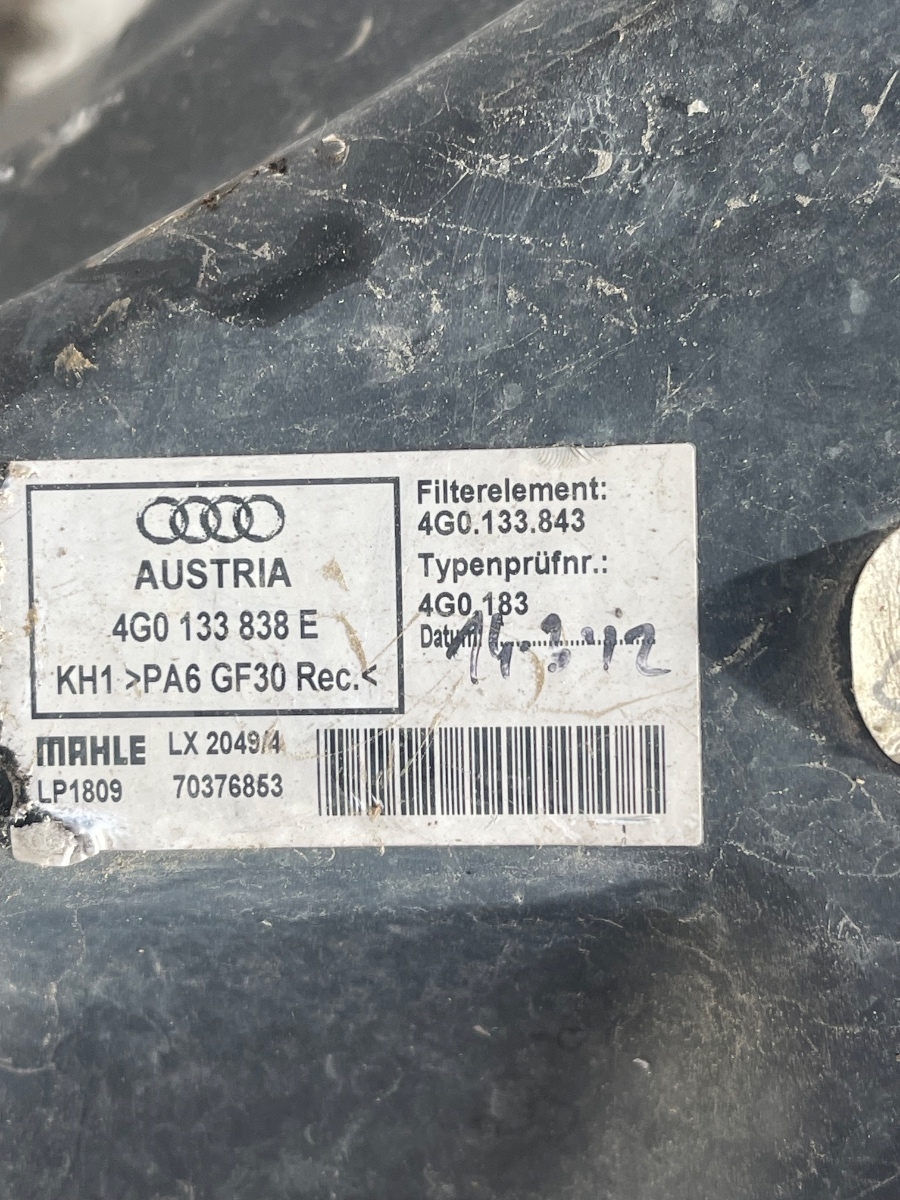 AUSTRIA
4G0 133 838 E
KH1 >PA6 GF30 Rec.<
Filterelement:
4G0.133.843
Typenprüfnr.:
4G0 183
Datum 14.3.12
MAHLE LX 2049/4
LP1809 70376853